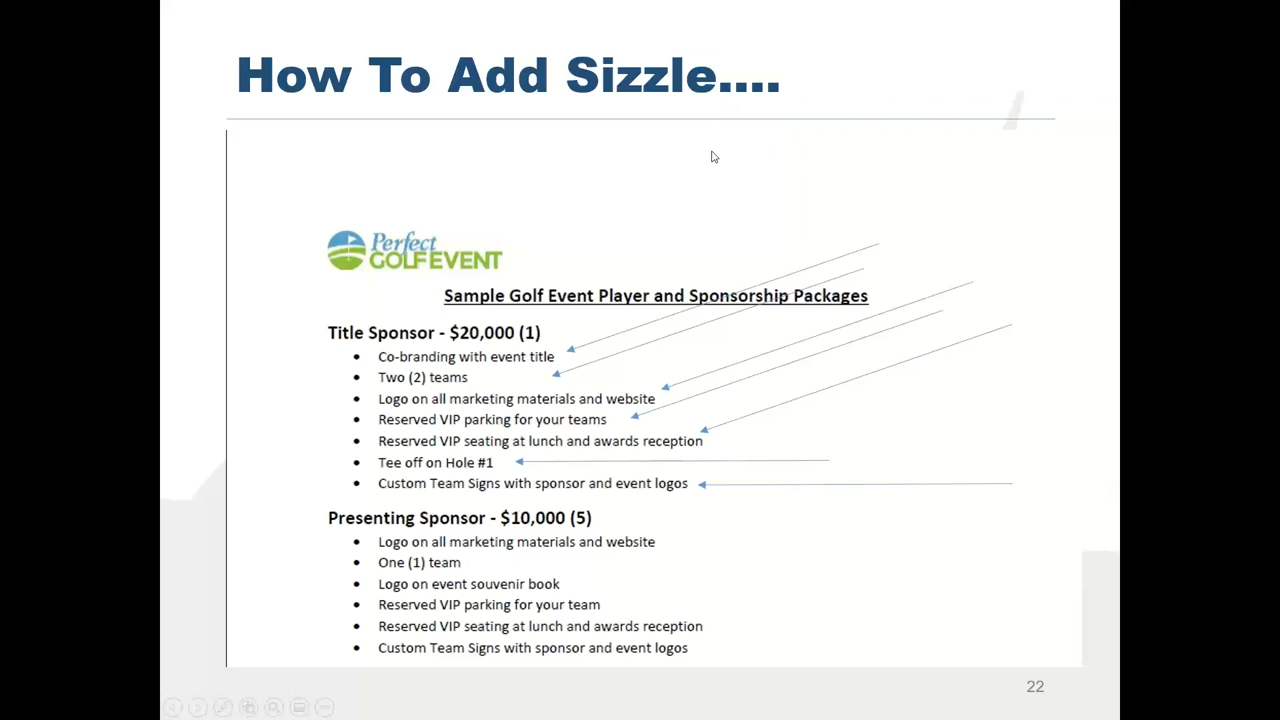 How To Add Sizzle....
Perfect
GOLF EVENT
Sample Golf Event Player and Sponsorship Packages
Title Sponsor - $20,000 (1)
• Co-branding with event title
• Two (2) teams
• Logo on all marketing materials and website
• Reserved VIP parking for your teams
• Reserved VIP seating at lunch and awards reception
• Tee off on Hole #1
• Custom Team Signs with sponsor and event logos
Presenting Sponsor - $10,000 (5)
• Logo on all marketing materials and website
• One (1) team
• Logo on event souvenir book
• Reserved VIP parking for your team
• Reserved VIP seating at lunch and awards reception
• Custom Team Signs with sponsor and event logos
22